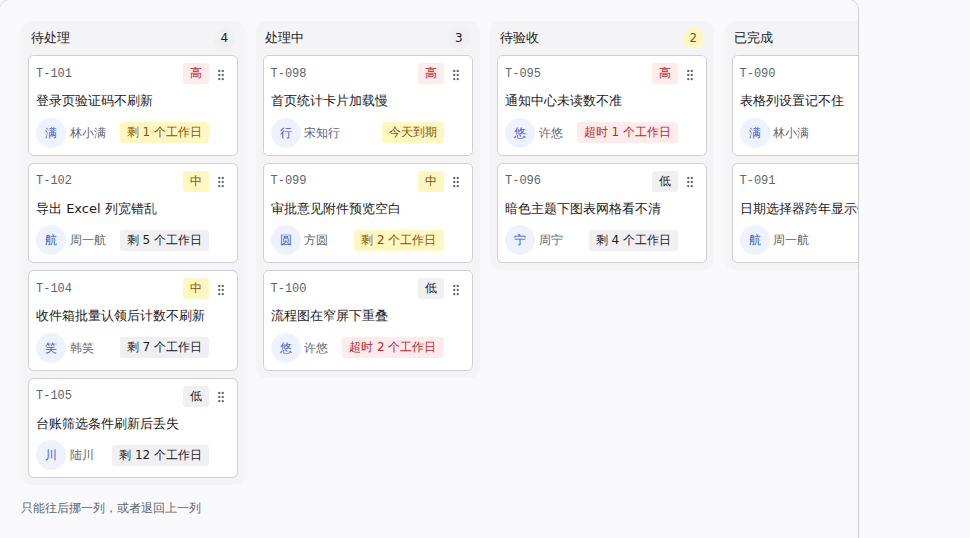 待处理 4
T-101 高
登录页验证码不刷新
满 林小满 剩 1 个工作日
T-102 中
导出 Excel 列宽错乱
航 周一航 剩 5 个工作日
T-104 中
收件箱批量认领后计数不刷新
笑 韩笑 剩 7 个工作日
T-105 低
台账筛选条件刷新后丢失
川 陆川 剩 12 个工作日
处理中 3
T-098 高
首页统计卡片加载慢
行 宋知行 今天到期
T-099 中
审批意见附件预览空白
圆 方圆 剩 2 个工作日
T-100 低
流程图在窄屏下重叠
悠 许悠 超时 2 个工作日
待验收 2
T-095 高
通知中心未读数不准
悠 许悠 超时 1 个工作日
T-096 低
暗色主题下图表网格看不清
宁 周宁 剩 4 个工作日
已完成
T-090
表格列设置记不住
满 林小满
T-091
日期选择器跨年显示
航 周一航
只能往后挪一列，或者退回上一列